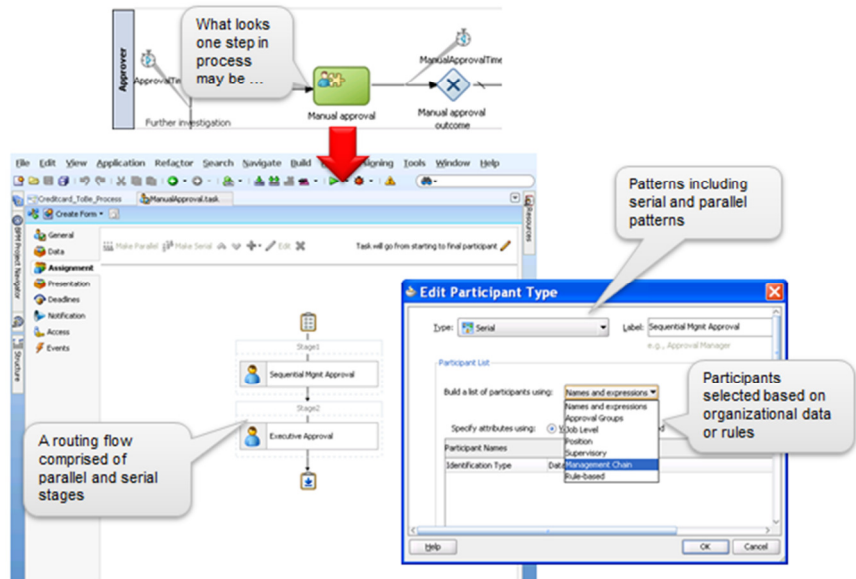 What looks
one step in
process
may be ...
Approver
ManualApprovalTime
Manual approval
Manual approval
outcome
Further investigation
File Edit View Application Refactor Search Navigate Build
Tools Window Help
Creditcard_ToBe_Process
ManualApproval.task
Create Form
Resources
BPM Project Navigator
Structure
General
Data
Assignment
Presentation
Deadlines
Notification
Access
Events
Make Parallel
Make Serial
Edit
Task will go from starting to final participant
Stage1
Sequential Mgmt Approval
Stage2
Executive Approval
A routing flow
comprised of
parallel and serial
stages
Patterns including
serial and parallel
patterns
Edit Participant Type
Type: Serial
Label: Sequential Mgmt Approval
e.g., Approval Manager
Participant List
Build a list of participants using: Names and expressions
Names and expressions
Approval Groups
Job Level
Position
Supervisory
Management Chain
Rule-based
Specify attributes using:
Participant Names
Identification Type
Participants
selected based on
organizational data
or rules
Help
OK
Cancel